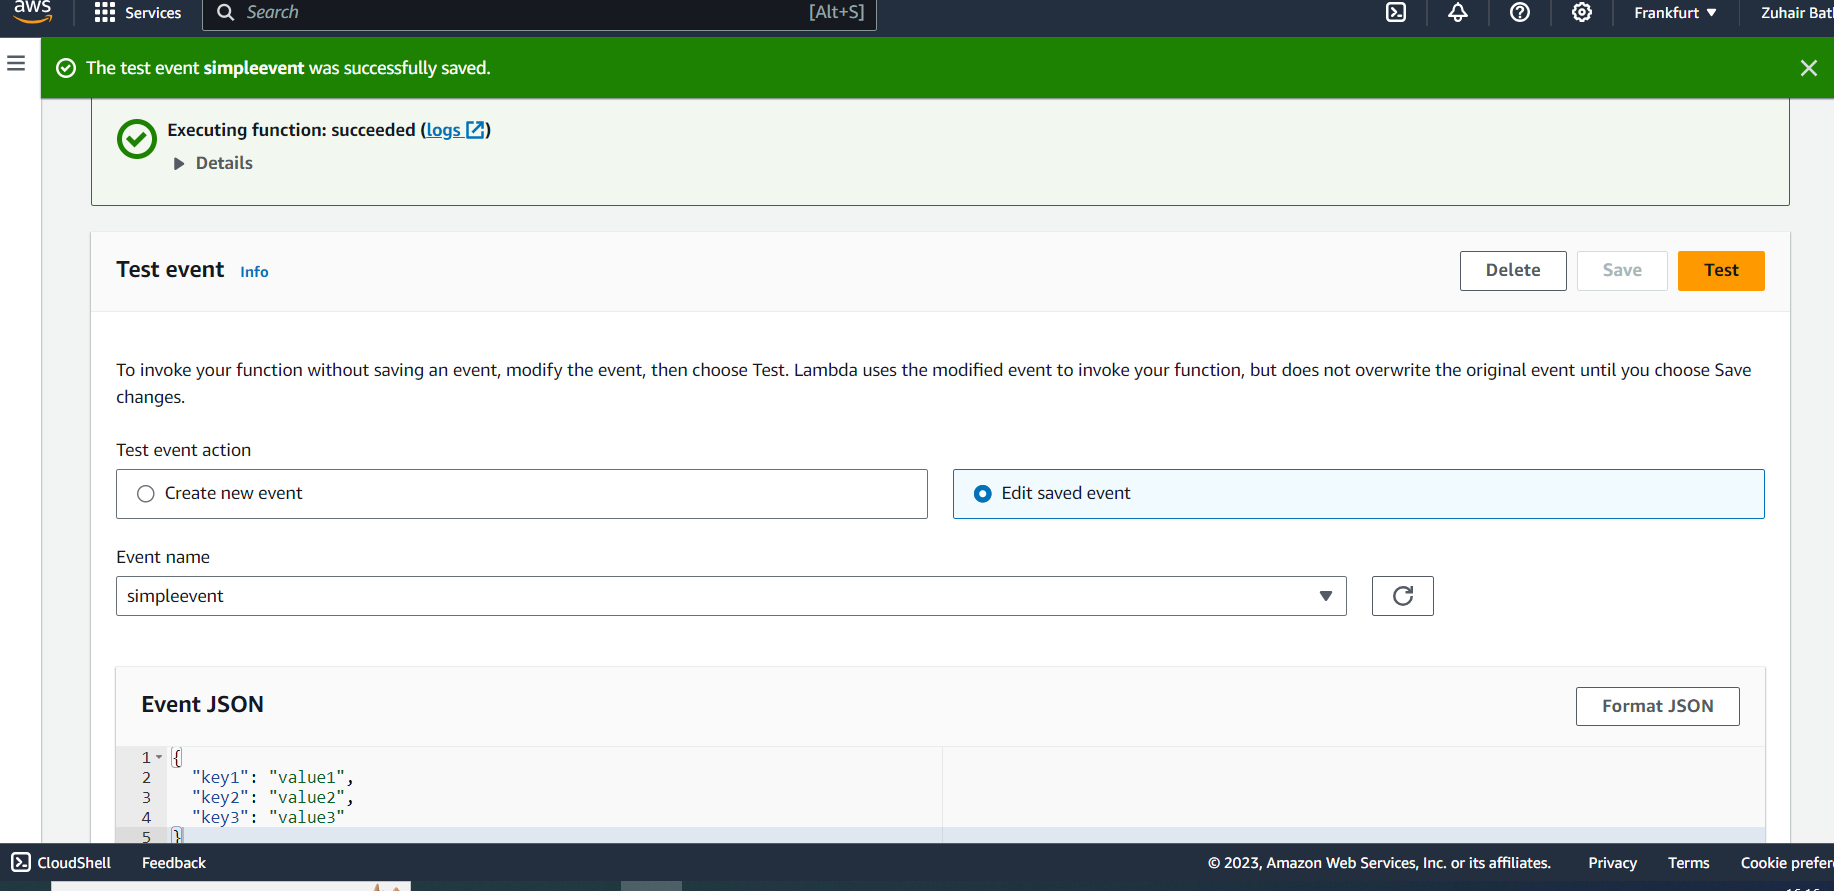 aws
Services
Search
[Alt+S]
Frankfurt
Zuhair
The test event simpleevent was successfully saved.
Executing function: succeeded (logs)
Details
Test event Info
Delete
Save
Test
To invoke your function without saving an event, modify the event, then choose Test. Lambda uses the modified event to invoke your function, but does not overwrite the original event until you choose Save
changes.
Test event action
Create new event
Edit saved event
Event name
simpleevent
Event JSON
Format JSON
1 {
2 "key1": "value1",
3 "key2": "value2",
4 "key3": "value3"
5 }
CloudShell
Feedback
© 2023, Amazon Web Services, Inc. or its affiliates.
Privacy
Terms
Cookie